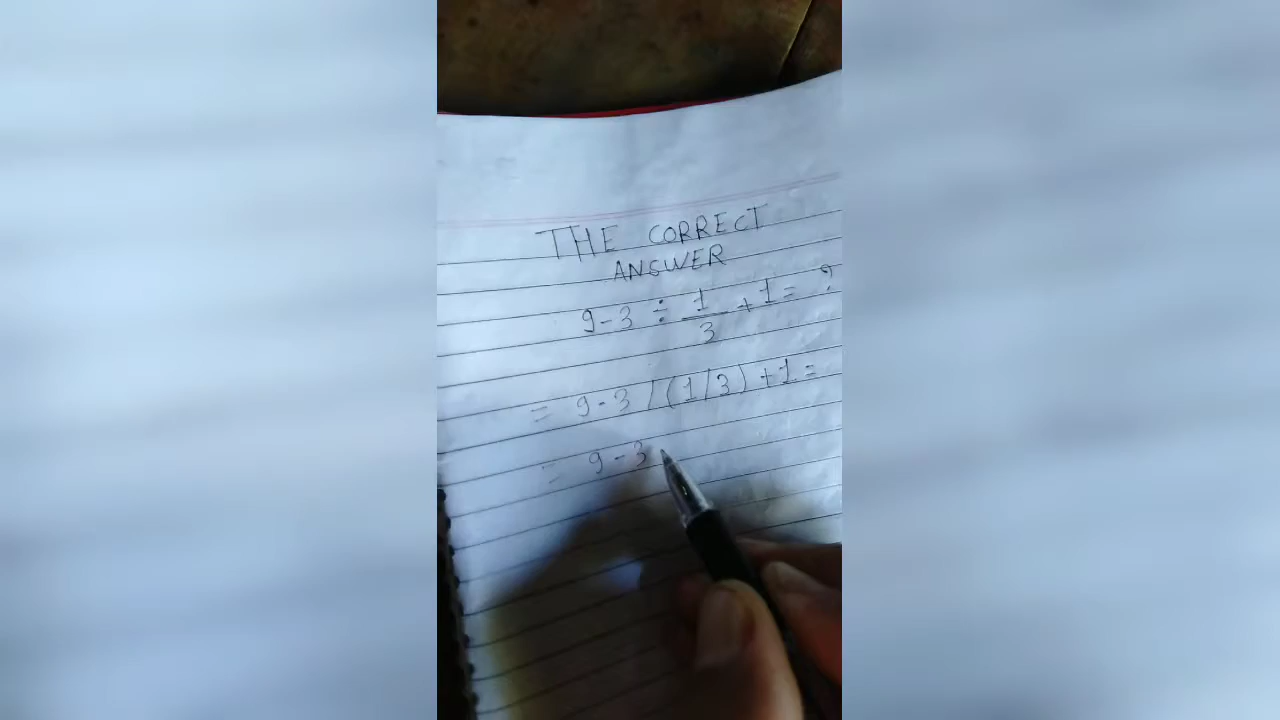 THE CORRECT
ANSWER
9-3 ÷ 1/3 + 1 = ?
= 9-3 / (1/3) + 1 =
= 9-3